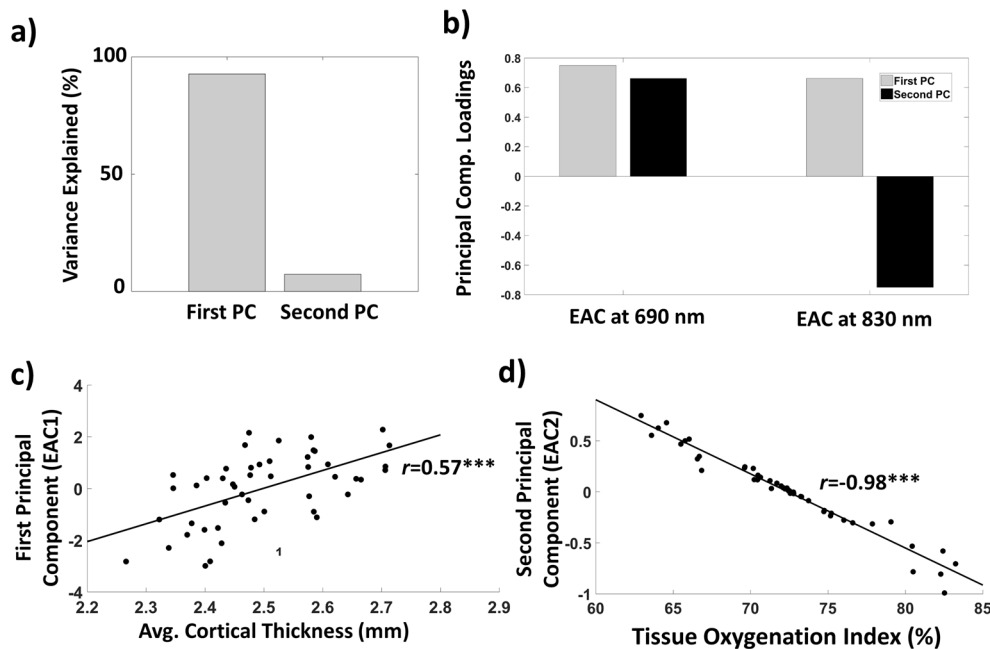 a)
Variance Explained (%)
100
50
0
First PC
Second PC
b)
Principal Comp. Loadings
0.8
0.6
0.4
0.2
0
-0.2
-0.4
-0.6
-0.8
First PC
Second PC
EAC at 690 nm
EAC at 830 nm
c)
First Principal
Component (EAC1)
4
2
0
-2
-4
r=0.57***
1
2.2 2.3 2.4 2.5 2.6 2.7 2.8 2.9
Avg. Cortical Thickness (mm)
d)
Second Principal
Component (EAC2)
0.5
0
-0.5
-1
r=-0.98***
60 65 70 75 80 85
Tissue Oxygenation Index (%)